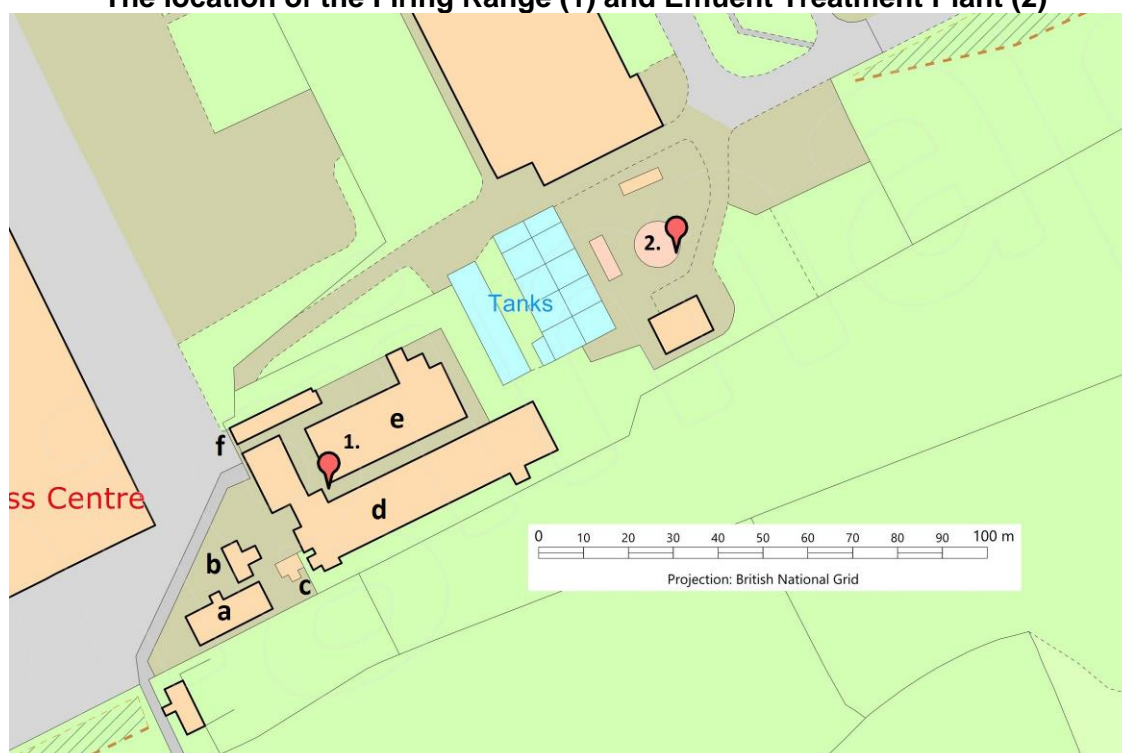 The location of the Firing Range (1) and Effluent Treatment Plant (2)
2.
Tanks
e
1.
f
ss Centre
d
b
c
a
0 10 20 30 40 50 60 70 80 90 100 m
Projection: British National Grid